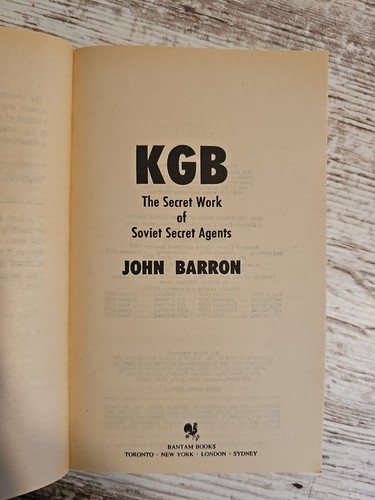 KGB
The Secret Work
of
Soviet Secret Agents
JOHN BARRON
BANTAM BOOKS
TORONTO · NEW YORK · LONDON · SYDNEY